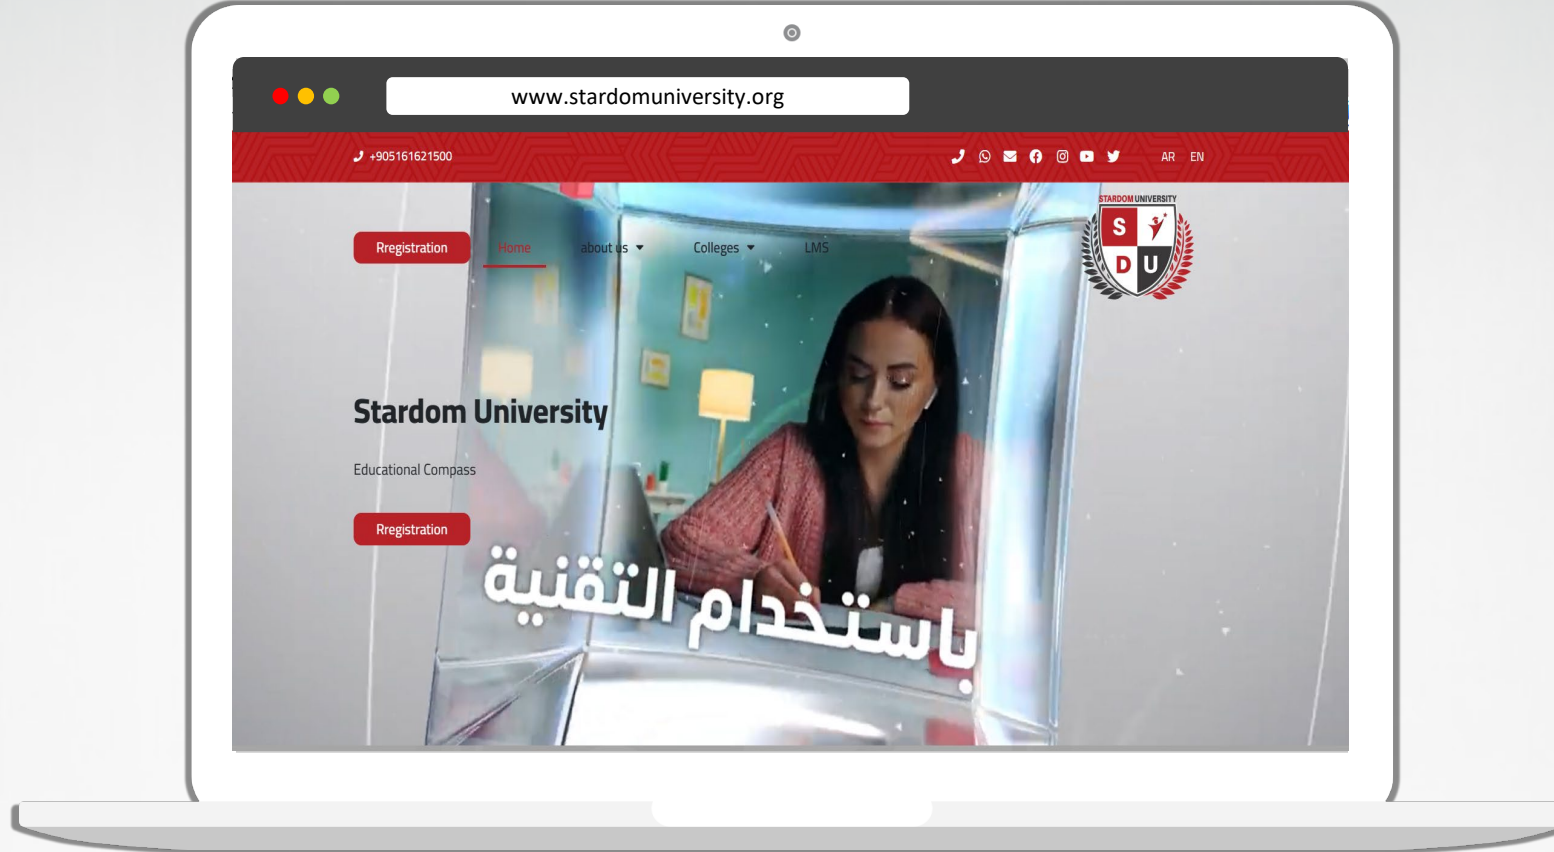 www.stardomuniversity.org
+905161621500
AR EN
STARDOM UNIVERSITY
S
D U
Rregistration Home about us Colleges LMS
Stardom University
Educational Compass
Rregistration
باستخدام التقنية